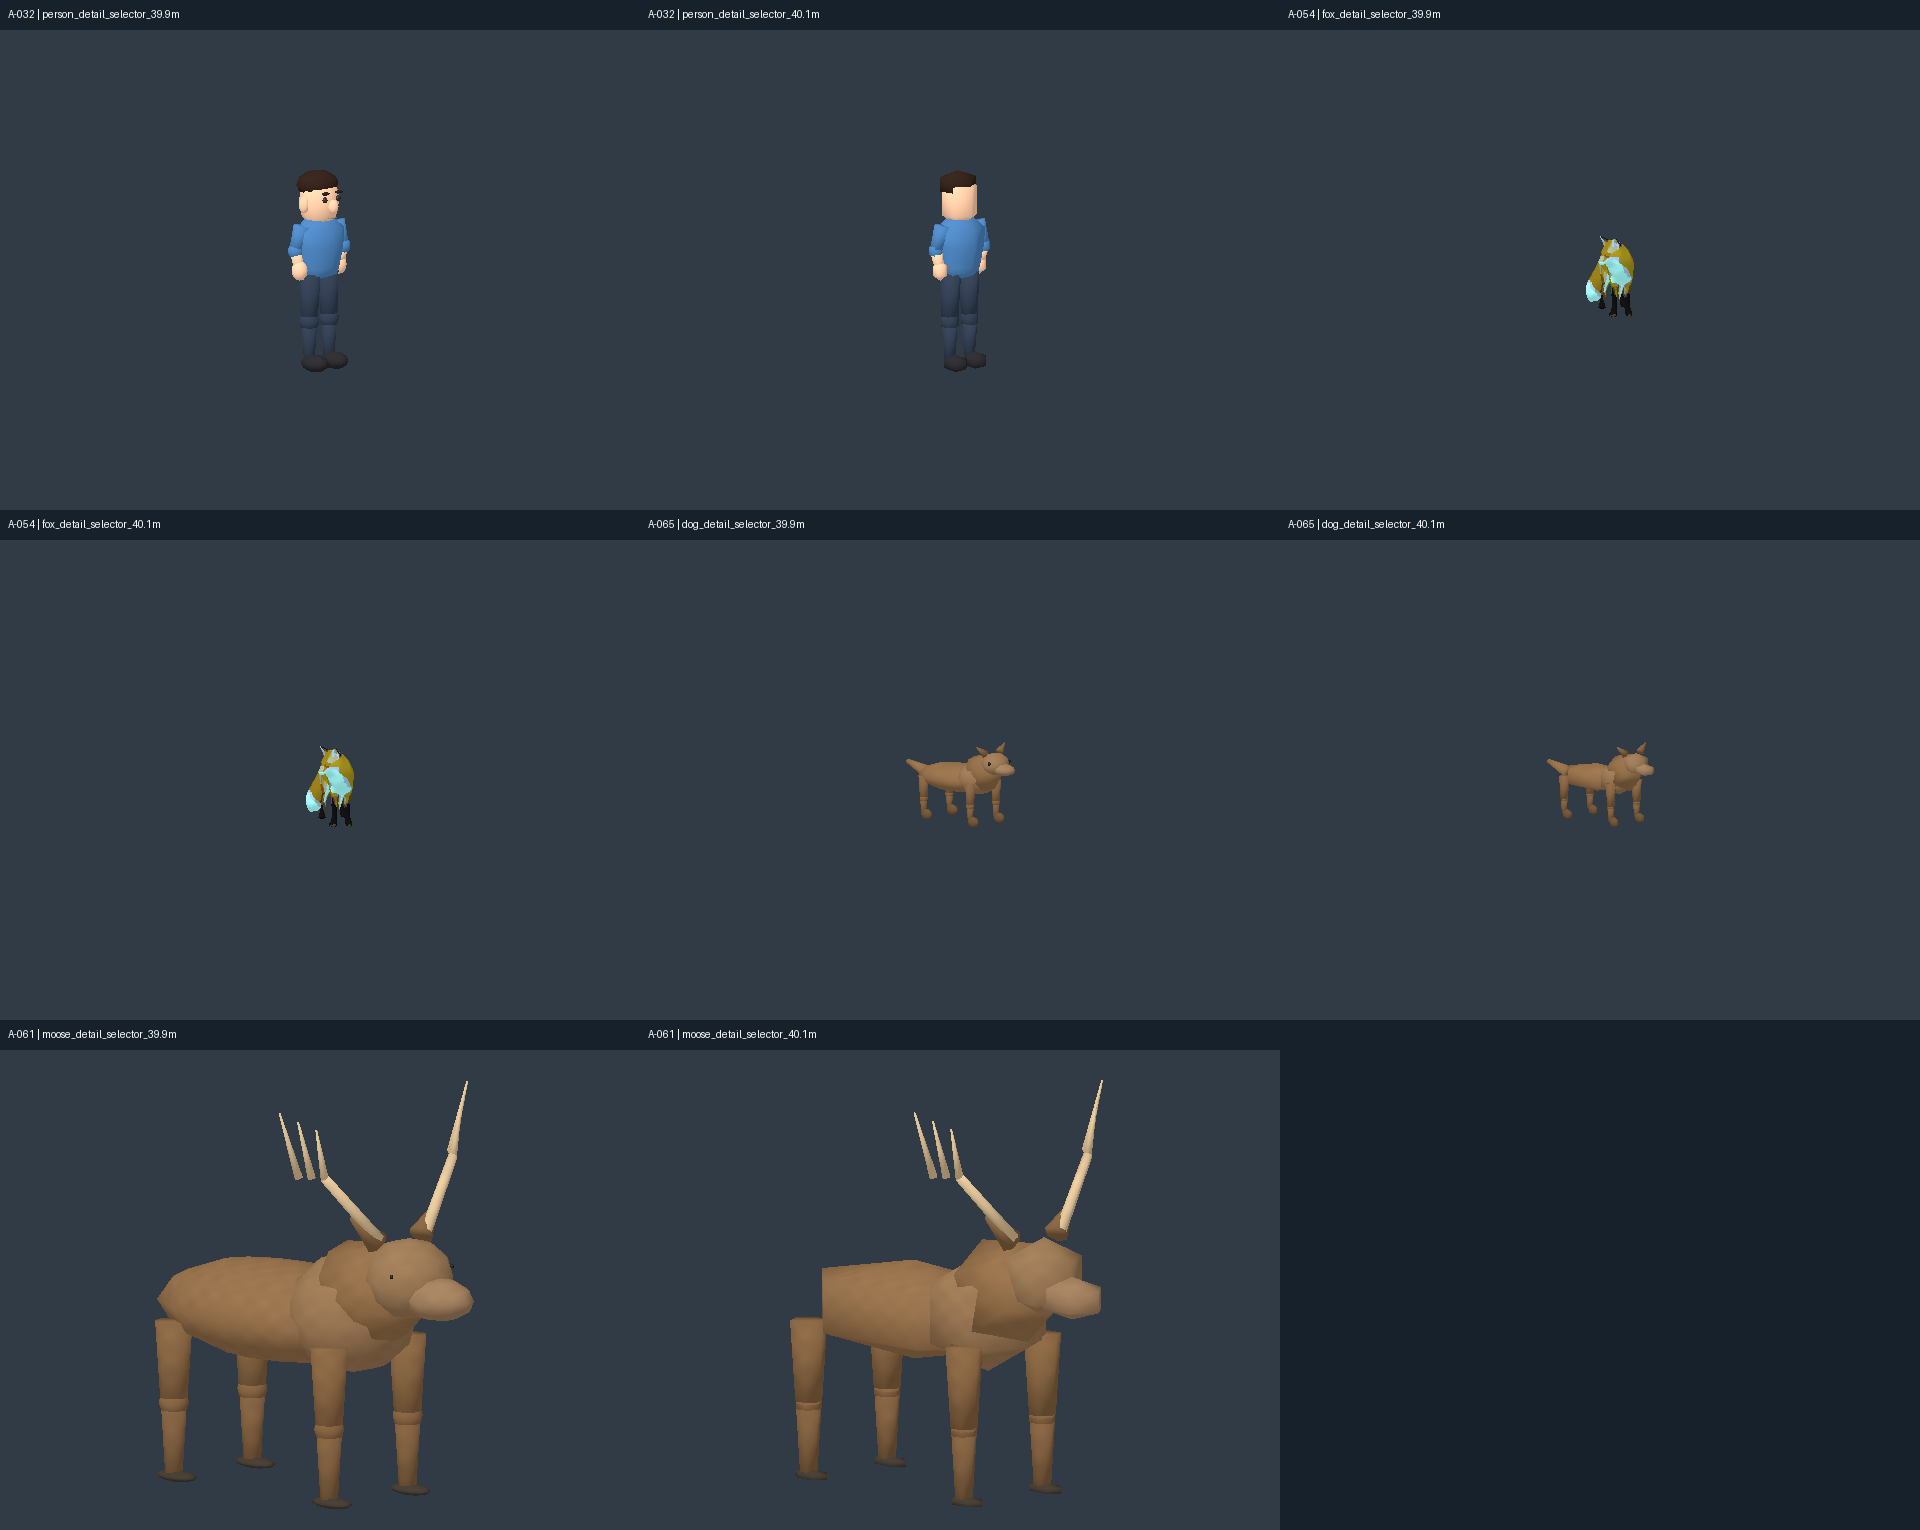 A-032 | person_detail_selector_39.9m
A-032 | person_detail_selector_40.1m
A-054 | fox_detail_selector_39.9m
A-054 | fox_detail_selector_40.1m
A-065 | dog_detail_selector_39.9m
A-065 | dog_detail_selector_40.1m
A-061 | moose_detail_selector_39.9m
A-061 | moose_detail_selector_40.1m